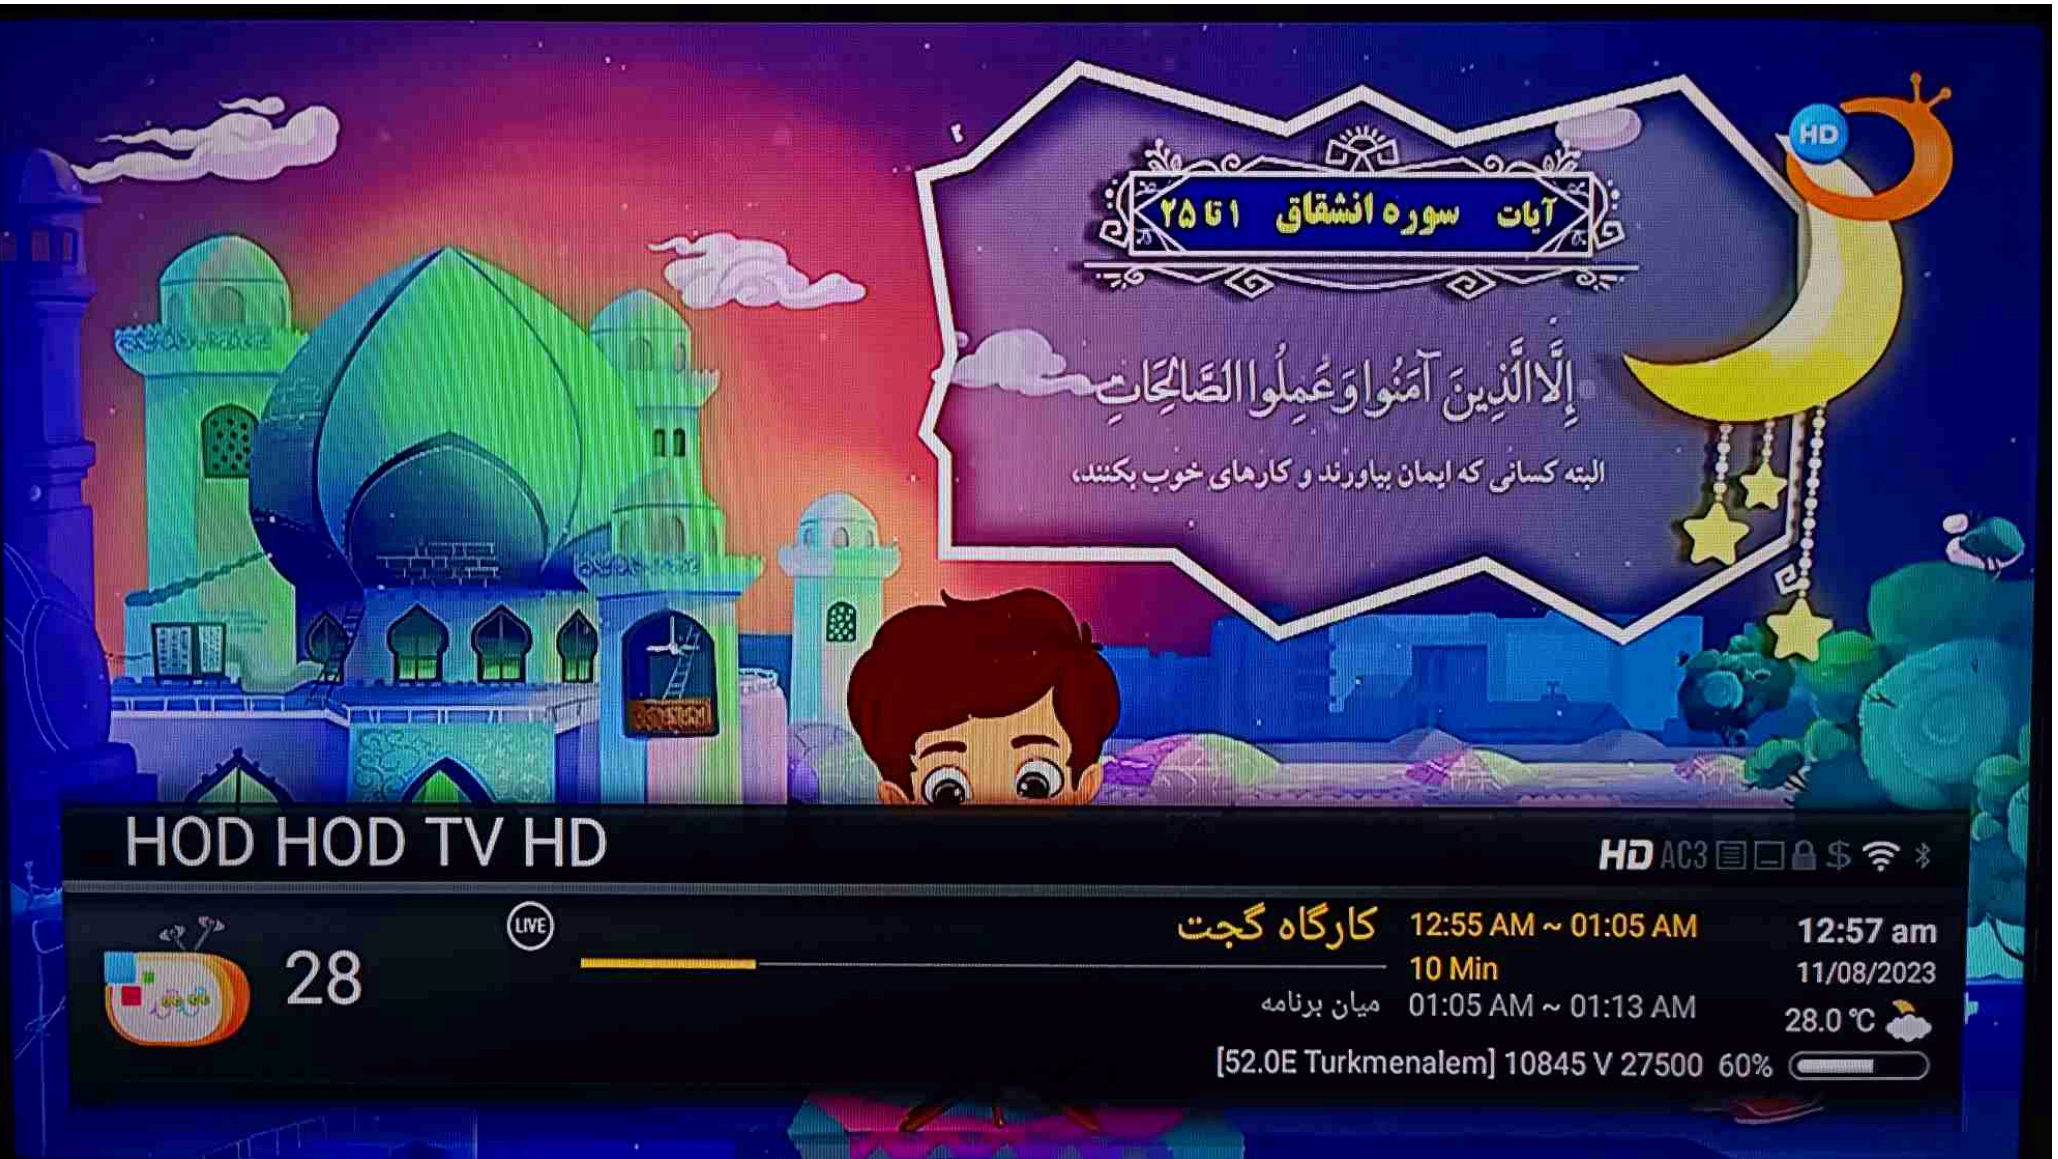 HD
آیات سوره انشقاق ۱ تا ۲۵
إِلَّا الَّذِينَ آمَنُوا وَعَمِلُوا الصَّالِحَاتِ
البته کسانی که ایمان بیاورند و کارهای خوب بکنند،
HOD HOD TV HD
HD AC3 $
28
LIVE
کارگاه گجت 12:55 AM ~ 01:05 AM
12:57 am
10 Min
11/08/2023
میان برنامه 01:05 AM ~ 01:13 AM
28.0 °C
[52.0E Turkmenalem] 10845 V 27500 60%